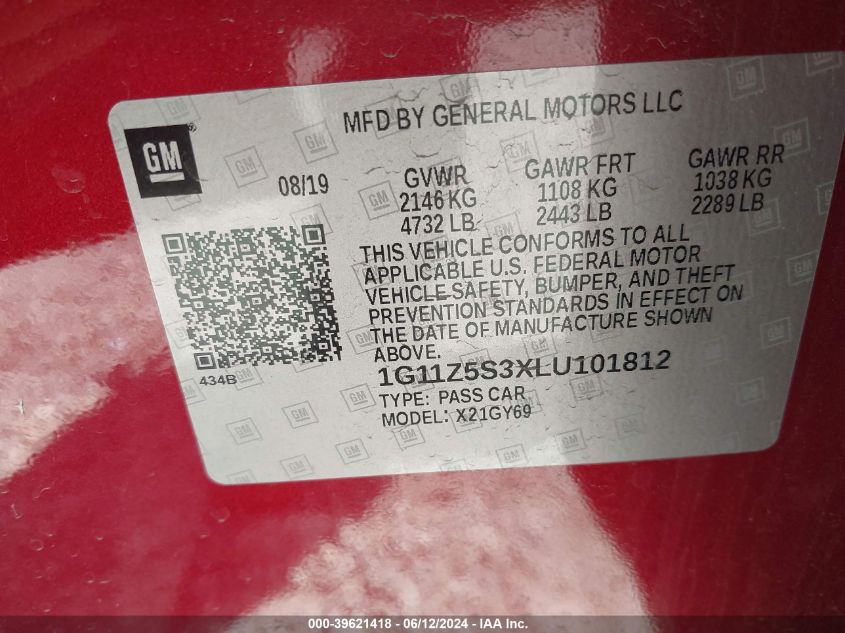 MFD BY GENERAL MOTORS LLC
GM
08/19
GVWR
2146 KG
4732 LB
GAWR FRT
1108 KG
2443 LB
GAWR RR
1038 KG
2289 LB
THIS VEHICLE CONFORMS TO ALL
APPLICABLE U.S. FEDERAL MOTOR
VEHICLE SAFETY, BUMPER, AND THEFT
PREVENTION STANDARDS IN EFFECT ON
THE DATE OF MANUFACTURE SHOWN
ABOVE.
434B
1G11Z5S3XLU101812
TYPE: PASS CAR
MODEL: X21GY69
000-39621418 - 06/12/2024 - IAA Inc.